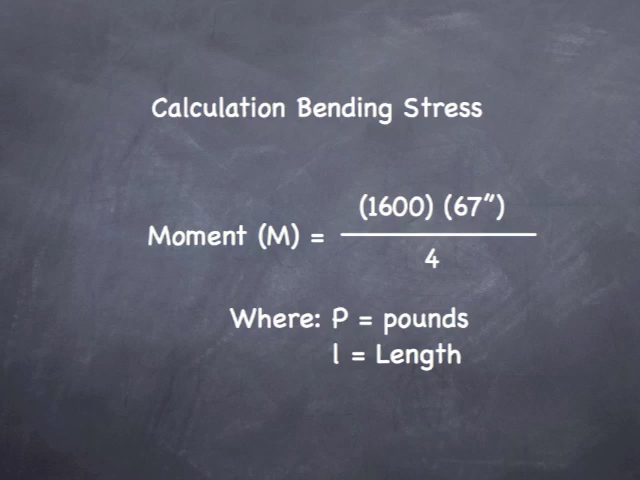 Calculation Bending Stress
Moment (M) = (1600) (67”)
4
Where: P = pounds
l = Length